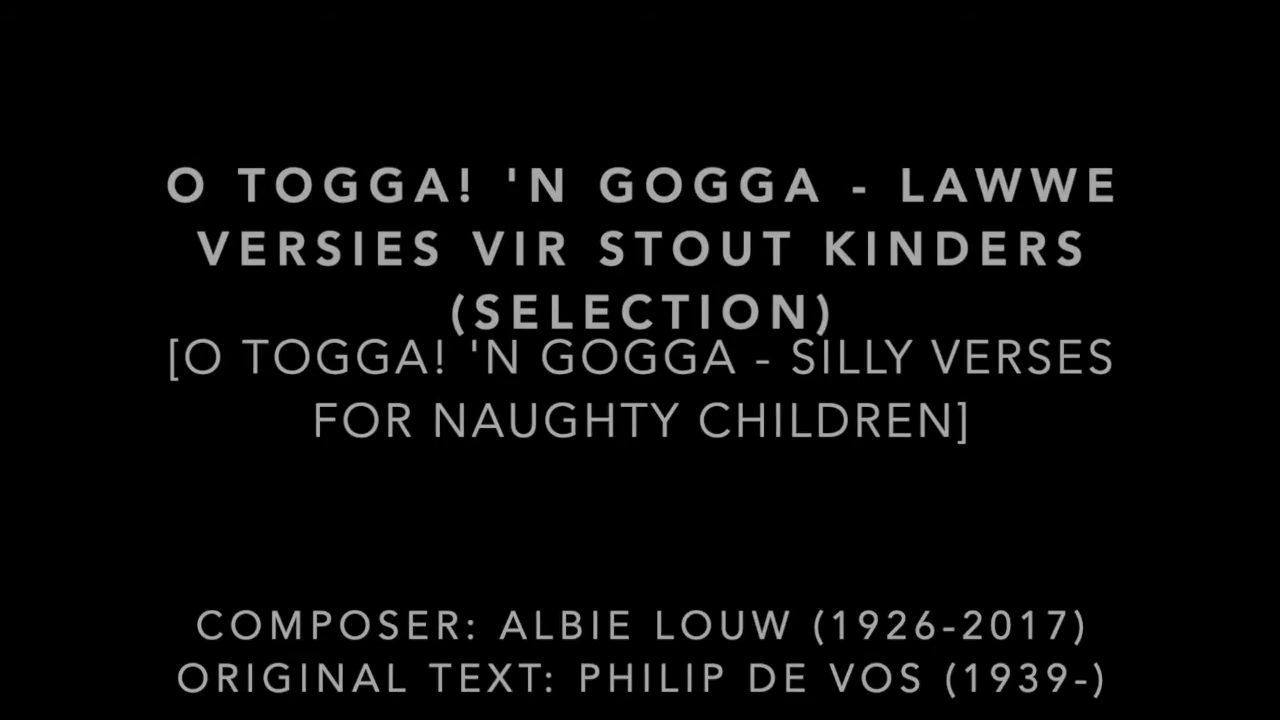 O TOGGA! 'N GOGGA - LAWWE
VERSIES VIR STOUT KINDERS
(SELECTION)
[O TOGGA! 'N GOGGA - SILLY VERSES
FOR NAUGHTY CHILDREN]
COMPOSER: ALBIE LOUW (1926-2017)
ORIGINAL TEXT: PHILIP DE VOS (1939-)